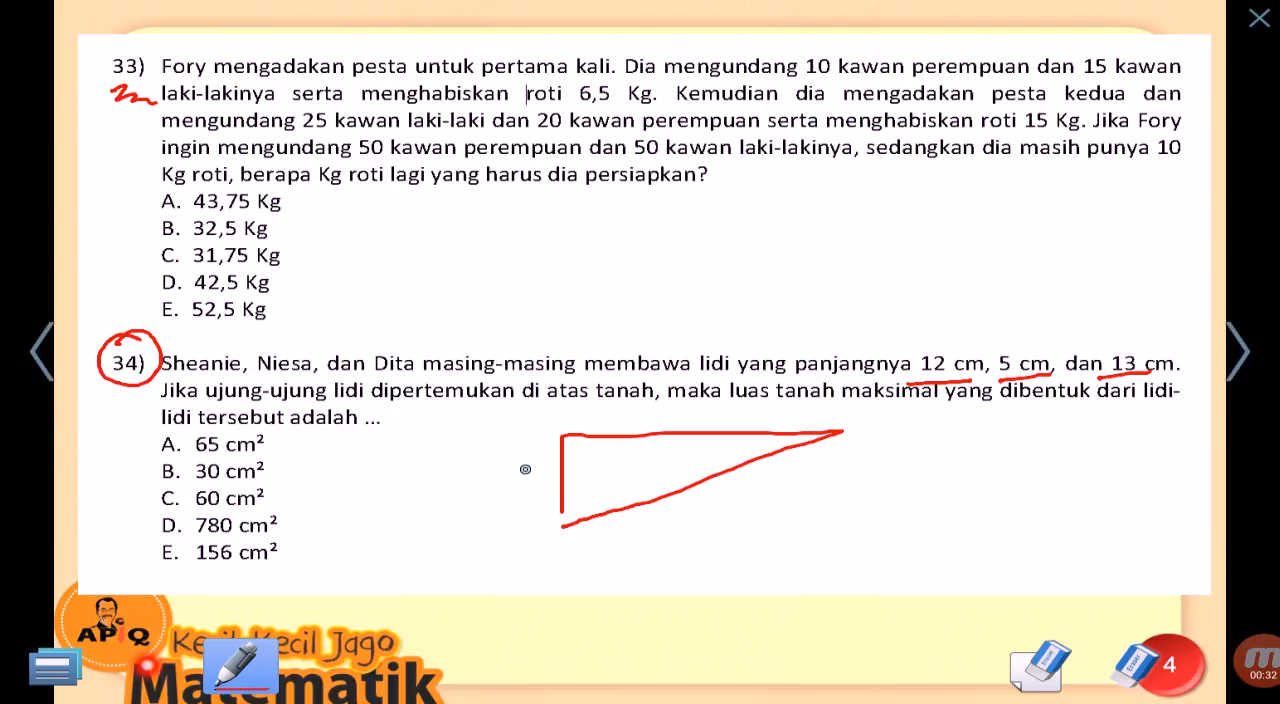 33) Fory mengadakan pesta untuk pertama kali. Dia mengundang 10 kawan perempuan dan 15 kawan
laki-lakinya serta menghabiskan roti 6,5 Kg. Kemudian dia mengadakan pesta kedua dan
mengundang 25 kawan laki-laki dan 20 kawan perempuan serta menghabiskan roti 15 Kg. Jika Fory
ingin mengundang 50 kawan perempuan dan 50 kawan laki-lakinya, sedangkan dia masih punya 10
Kg roti, berapa Kg roti lagi yang harus dia persiapkan?
A. 43,75 Kg
B. 32,5 Kg
C. 31,75 Kg
D. 42,5 Kg
E. 52,5 Kg
34) Sheanie, Niesa, dan Dita masing-masing membawa lidi yang panjangnya 12 cm, 5 cm, dan 13 cm.
Jika ujung-ujung lidi dipertemukan di atas tanah, maka luas tanah maksimal yang dibentuk dari lidi-
lidi tersebut adalah ...
A. 65 cm²
B. 30 cm²
C. 60 cm²
D. 780 cm²
E. 156 cm²
APIQ
Kecil Kecil Jago
Matematik
4
00:32